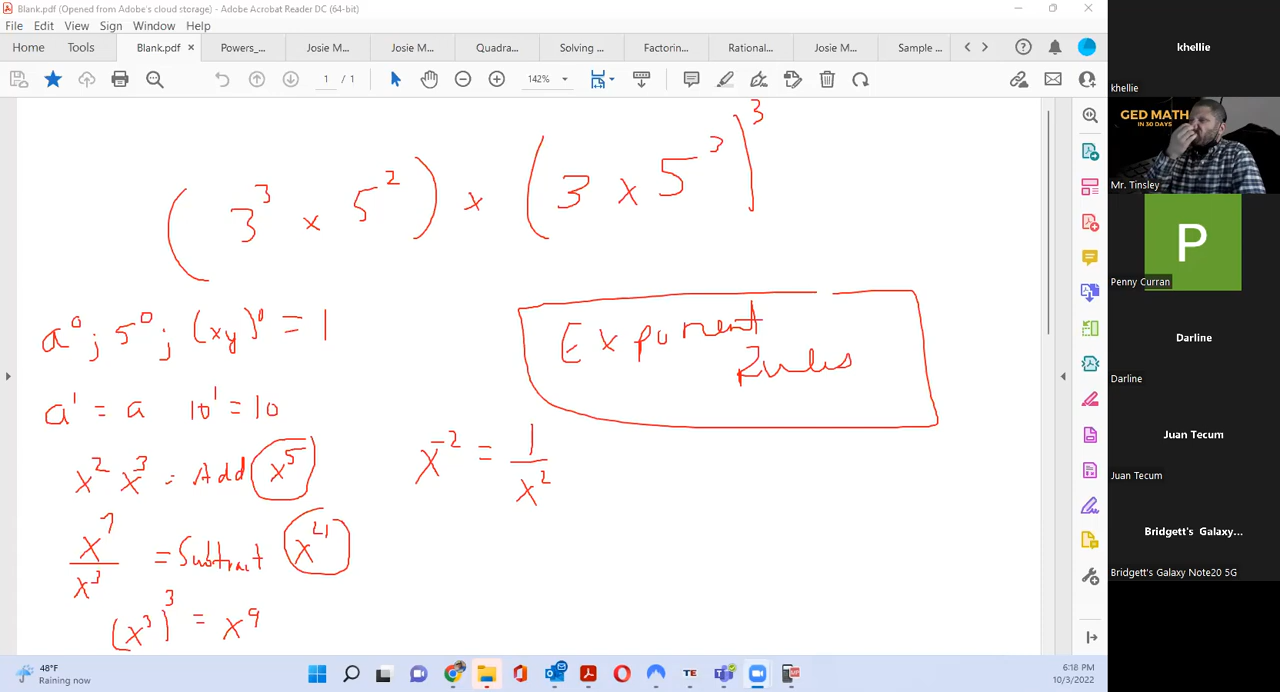 Blank.pdf (Opened from Adobe's cloud storage) - Adobe Acrobat Reader DC (64-bit)
File Edit View Sign Window Help
Home Tools Blank.pdf × Powers_... Josie M... Josie M... Quadra... Solving ... Factorin... Rational... Josie M... Sample ...
1 / 1 142%
(3³ × 5²) × (3 × 5³)³
a⁰; 5⁰; (xy)⁰ = 1
Exponent
Rules
a¹ = a 10¹ = 10
x² x³ = Add x⁵
x⁻² = 1/x²
x⁷/x³ = Subtract x⁴
(x³)³ = x⁹
khellie
khellie
GED MATH
IN 30 DAYS
Mr. Tinsley
P
Penny Curran
Darline
Darline
Juan Tecum
Juan Tecum
Bridgett's Galaxy...
Bridgett's Galaxy Note20 5G
48°F
Raining now
TE
6:18 PM
10/3/2022